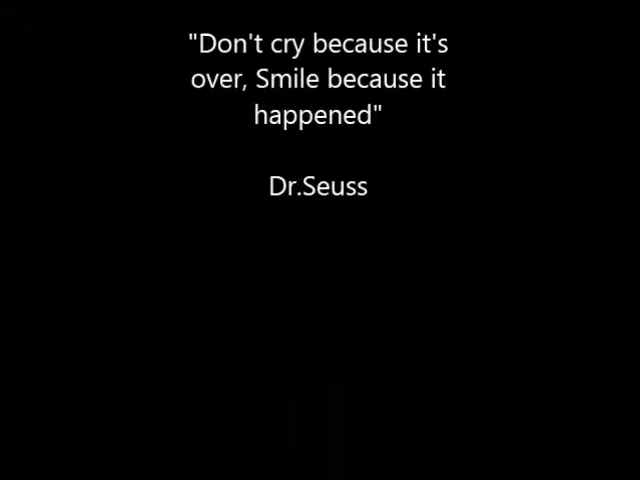 "Don't cry because it's
over, Smile because it
happened"
Dr.Seuss